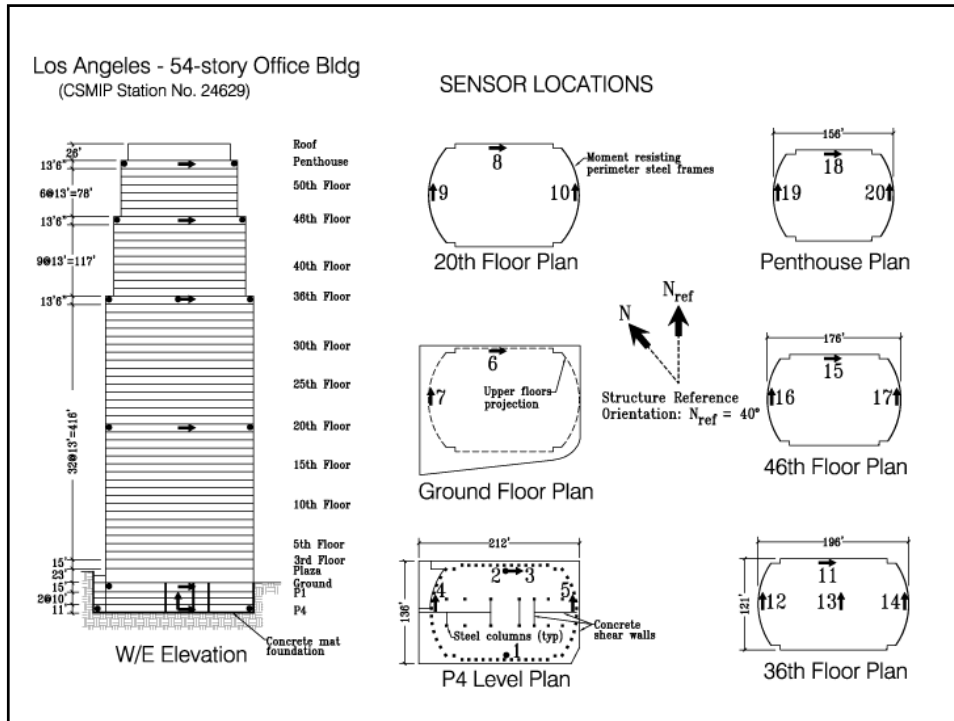 Los Angeles - 54-story Office Bldg
(CSMIP Station No. 24629)
SENSOR LOCATIONS
26'
13'6"
6@13'=78'
13'6"
9@13'=117'
13'6"
32@13'=416'
15'
23'
15'
2@10'
11'
Roof
Penthouse
50th Floor
46th Floor
40th Floor
36th Floor
30th Floor
25th Floor
20th Floor
15th Floor
10th Floor
5th Floor
3rd Floor
Plaza
Ground
P1
P4
Concrete mat
foundation
W/E Elevation
8
9
10
Moment resisting
perimeter steel frames
20th Floor Plan
6
7
Upper floors
projection
Ground Floor Plan
212'
136'
2
3
4
5
Steel columns (typ)
Concrete
shear walls
1
P4 Level Plan
N
Nref
Structure Reference
Orientation: Nref = 40°
156'
18
19
20
Penthouse Plan
176'
15
16
17
46th Floor Plan
196'
121'
11
12
13
14
36th Floor Plan